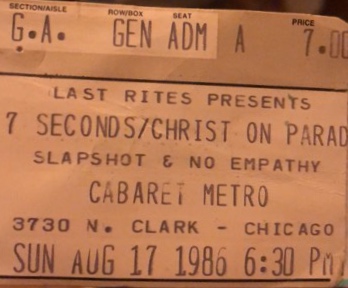 SECTION/AISLE ROW/BOX SEAT PRICE
G.A. GEN ADM A 7.00
LAST RITES PRESENTS
7 SECONDS/CHRIST ON PARAD
SLAPSHOT & NO EMPATHY
CABARET METRO
3730 N. CLARK - CHICAGO
SUN AUG 17 1986 6:30 PM